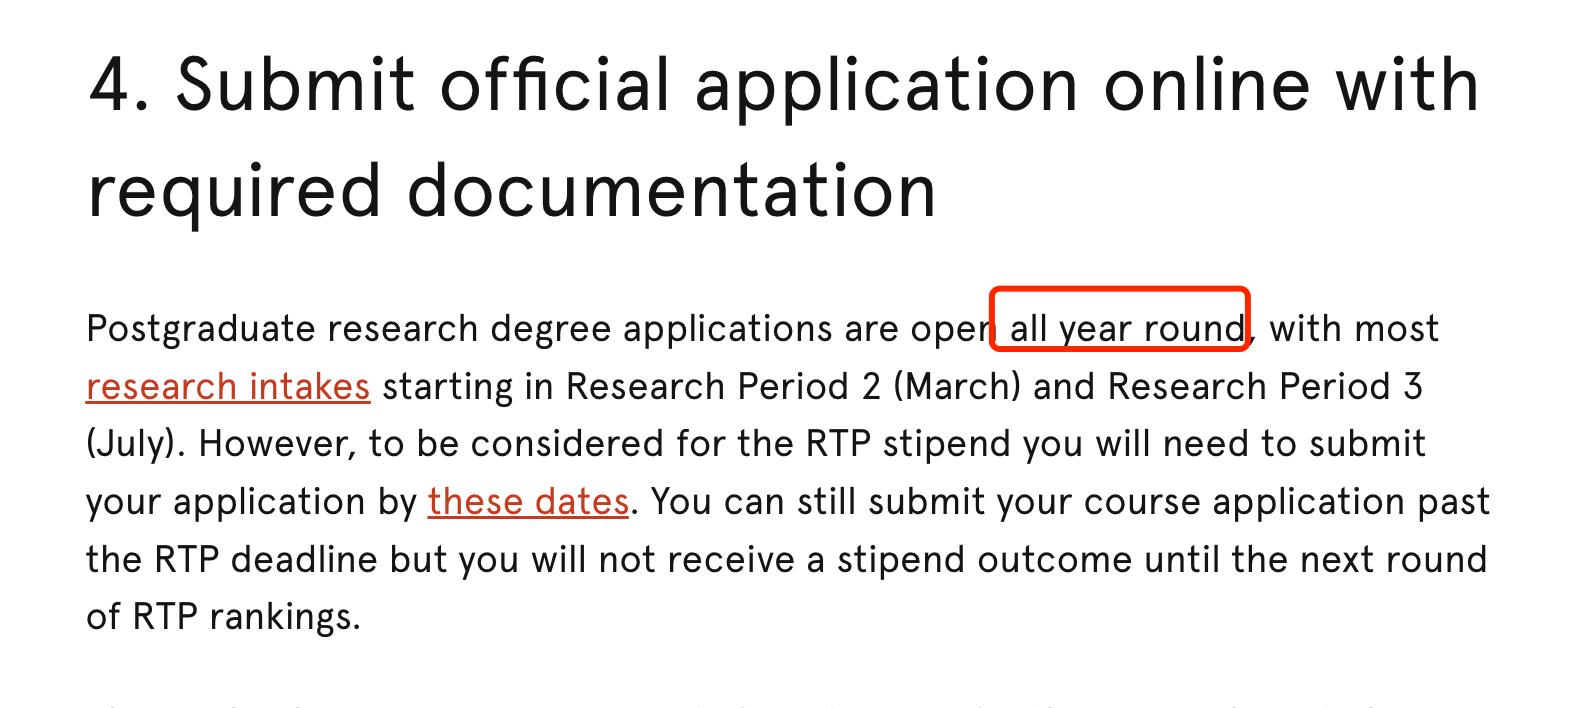 4. Submit official application online with
required documentation
Postgraduate research degree applications are open all year round, with most
research intakes starting in Research Period 2 (March) and Research Period 3
(July). However, to be considered for the RTP stipend you will need to submit
your application by these dates. You can still submit your course application past
the RTP deadline but you will not receive a stipend outcome until the next round
of RTP rankings.